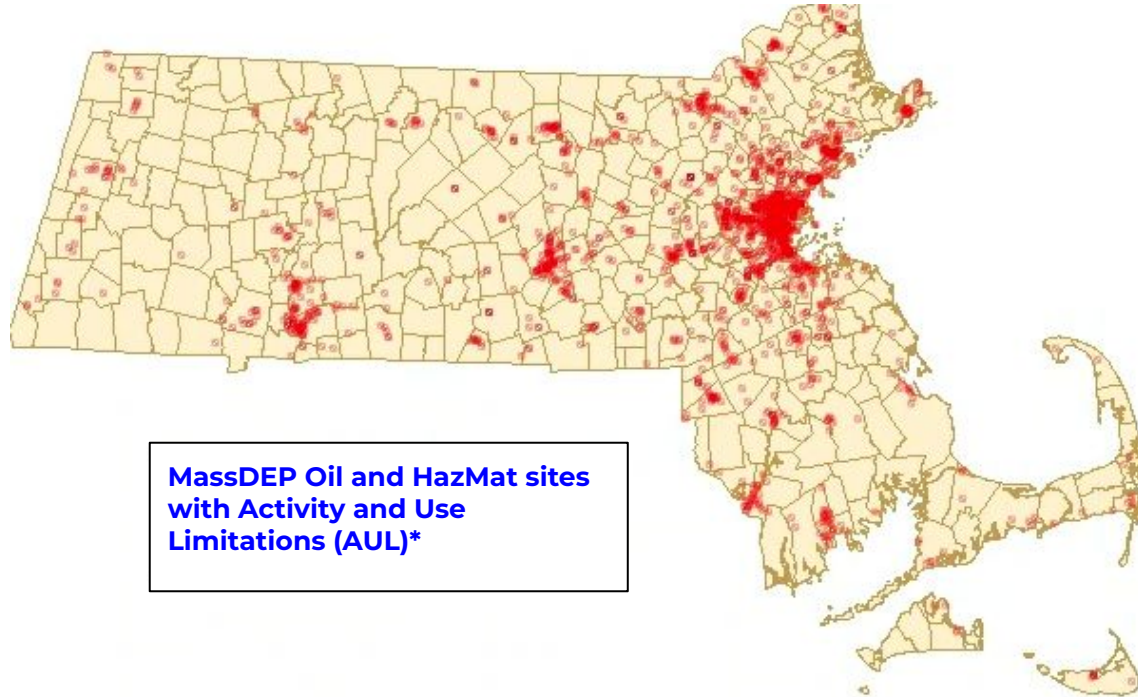 MassDEP Oil and HazMat sites
with Activity and Use
Limitations (AUL)*